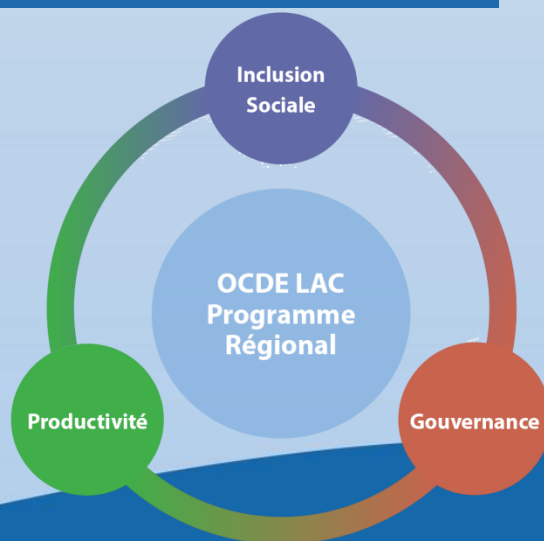 Inclusion
Sociale
OCDE LAC
Programme
Régional
Productivité
Gouvernance